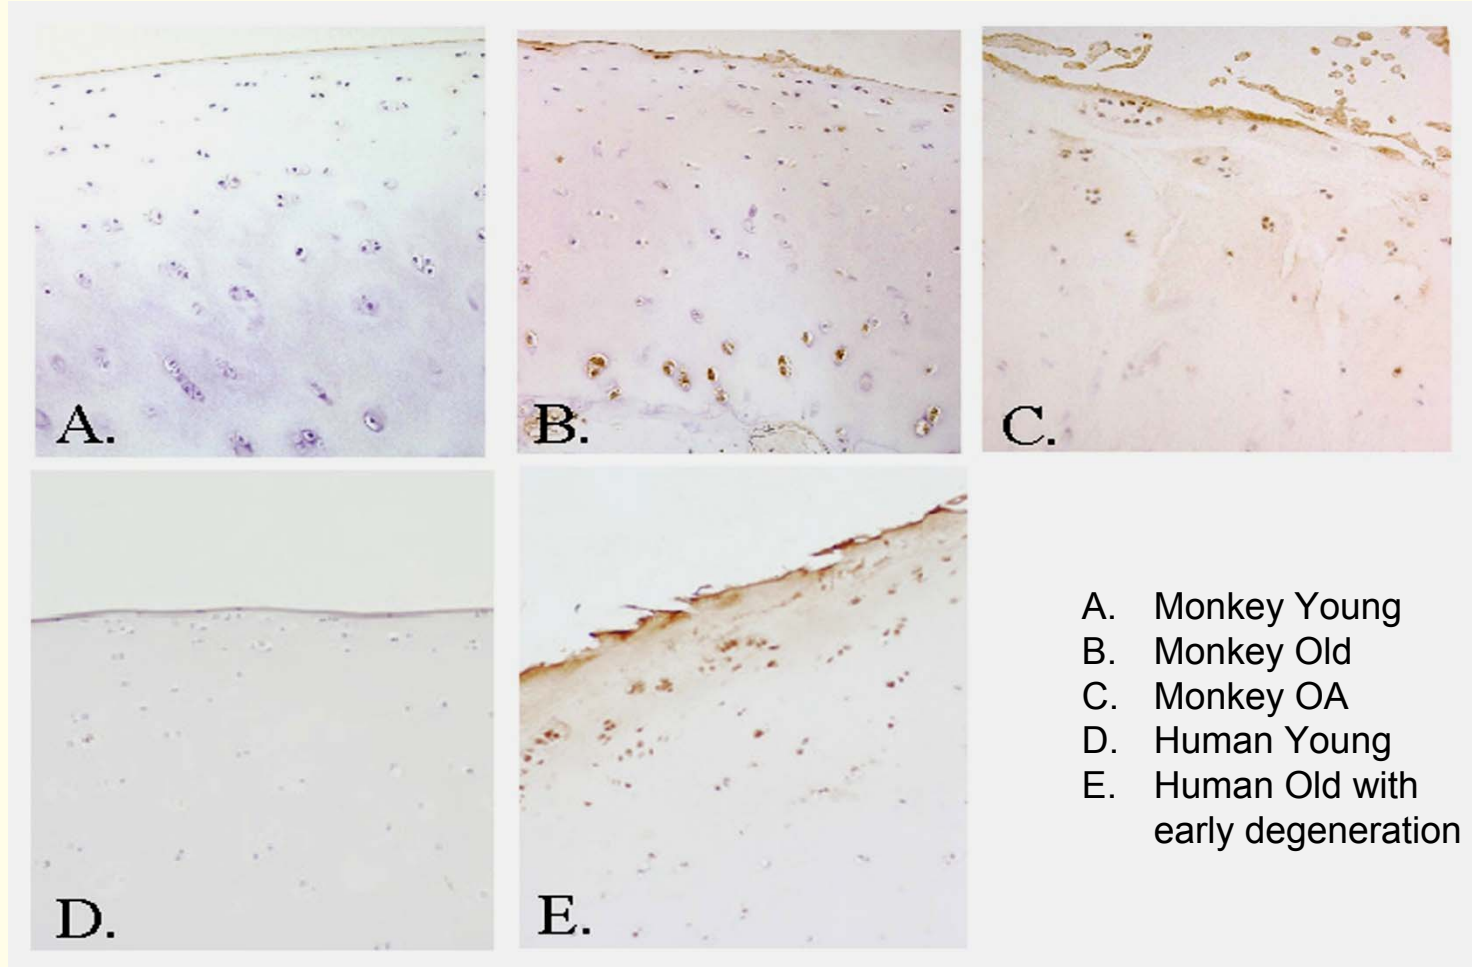 A.
B.
C.
D.
E.
A. Monkey Young
B. Monkey Old
C. Monkey OA
D. Human Young
E. Human Old with
early degeneration